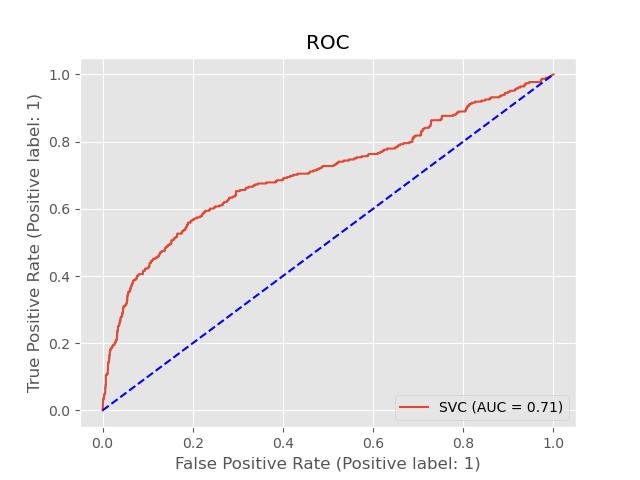 ROC
True Positive Rate (Positive label: 1)
1.0
0.8
0.6
0.4
0.2
0.0
SVC (AUC = 0.71)
0.0 0.2 0.4 0.6 0.8 1.0
False Positive Rate (Positive label: 1)